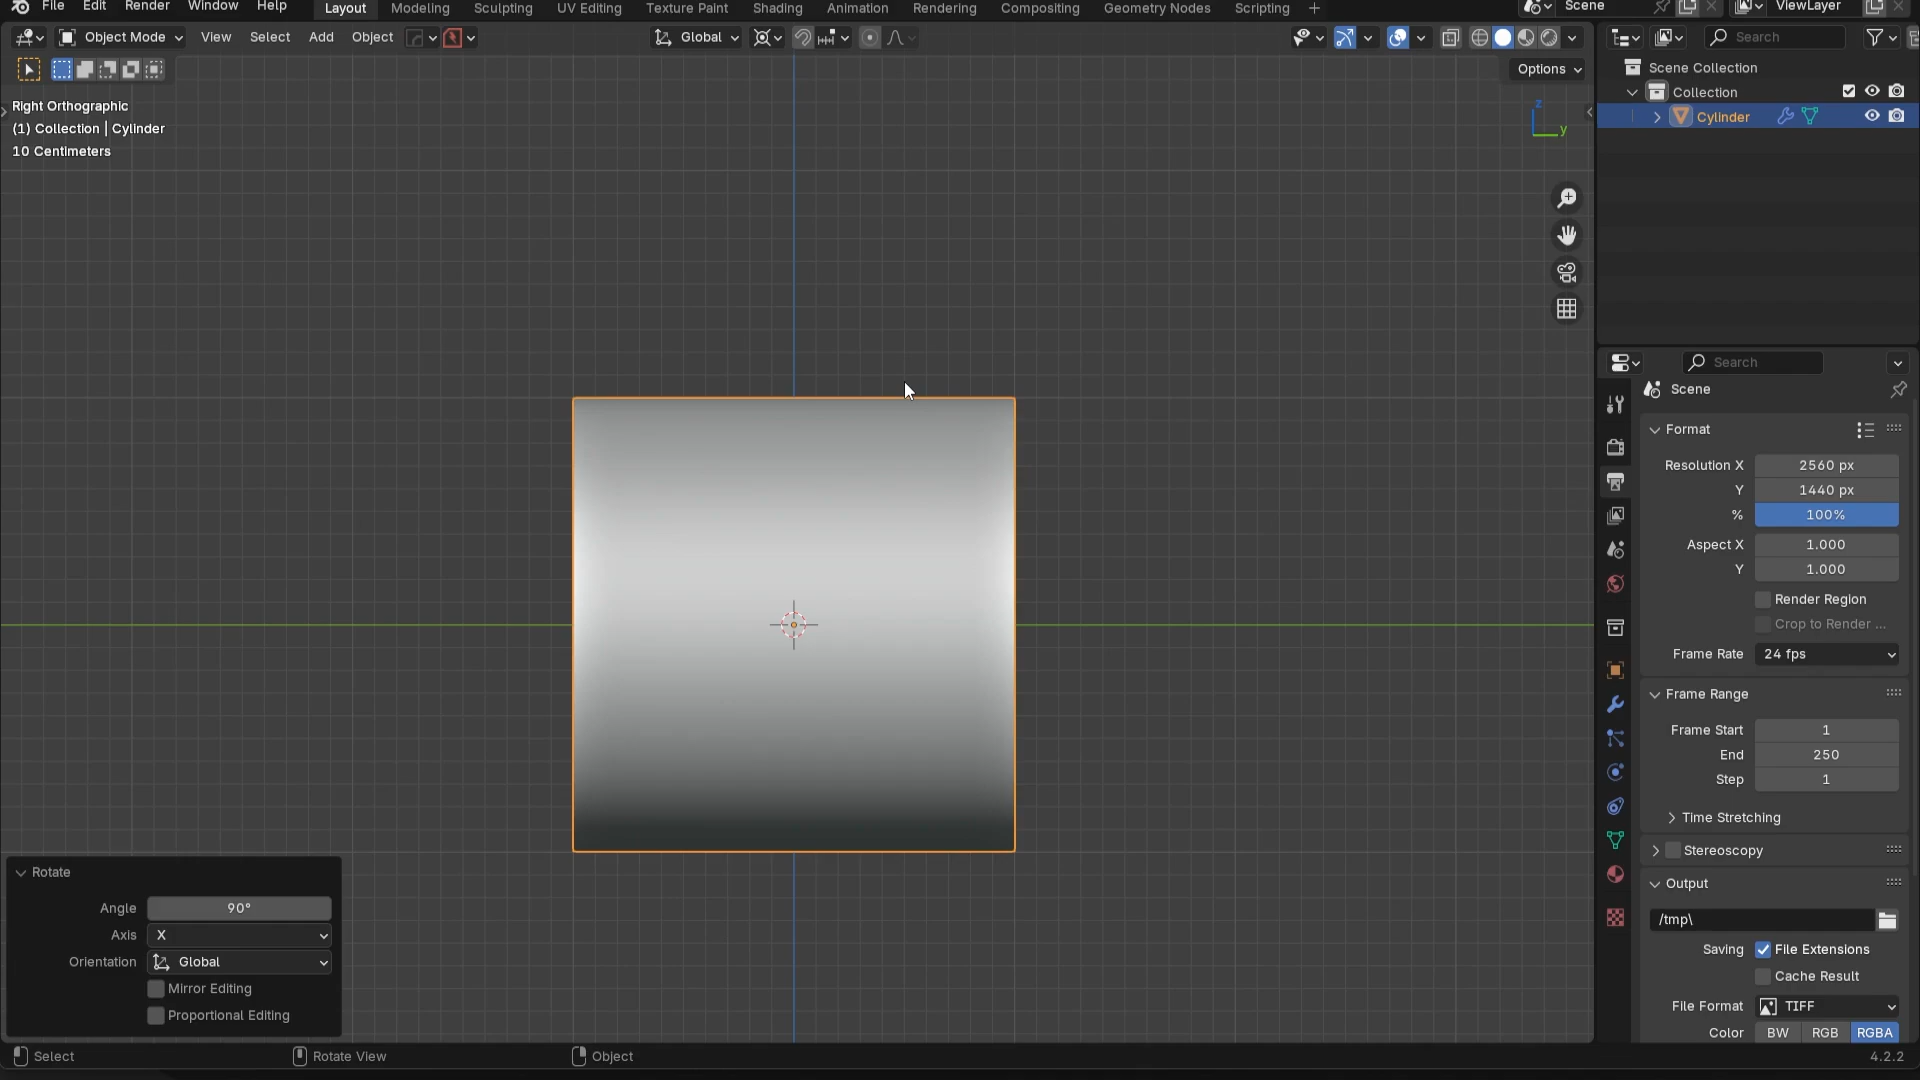 File Edit Render Window Help Layout Modeling Sculpting UV Editing Texture Paint Shading Animation Rendering Compositing Geometry Nodes Scripting + Scene ViewLayer
Object Mode View Select Add Object Global Search
Options
Right Orthographic
(1) Collection | Cylinder
10 Centimeters
z
y
Scene Collection
Collection
Cylinder
Search
Scene
Format
Resolution X 2560 px
Y 1440 px
% 100%
Aspect X 1.000
Y 1.000
Render Region
Crop to Render ...
Frame Rate 24 fps
Frame Range
Frame Start 1
End 250
Step 1
Time Stretching
Stereoscopy
Output
/tmp\
Saving File Extensions
Cache Result
File Format TIFF
Color BW RGB RGBA
Rotate
Angle 90°
Axis X
Orientation Global
Mirror Editing
Proportional Editing
Select Rotate View Object 4.2.2